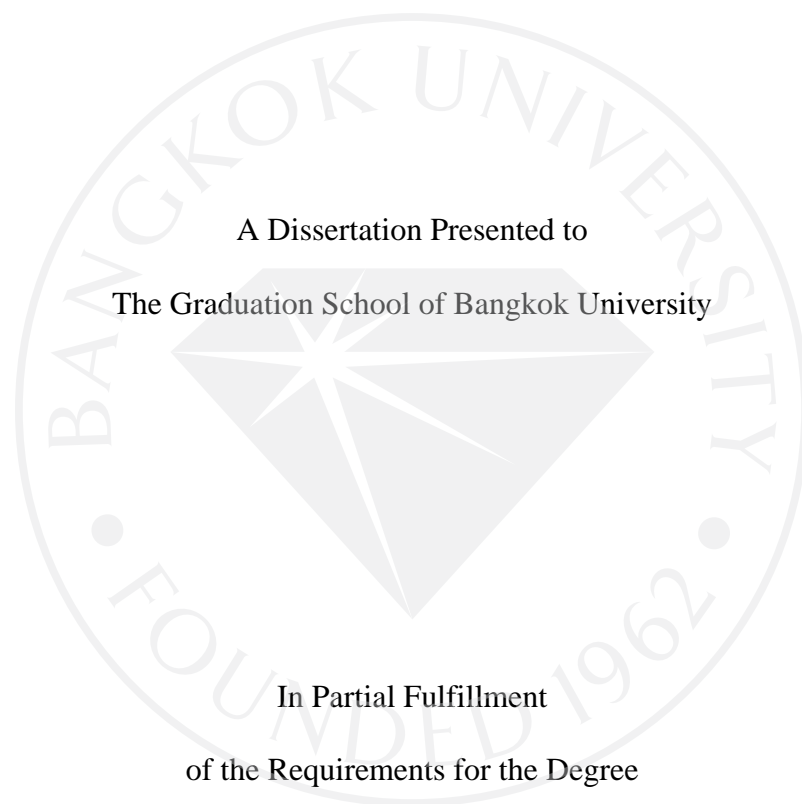 BANGKOK UNIVERSITY
A Dissertation Presented to
The Graduation School of Bangkok University
In Partial Fulfillment
of the Requirements for the Degree
FOUNDED 1962